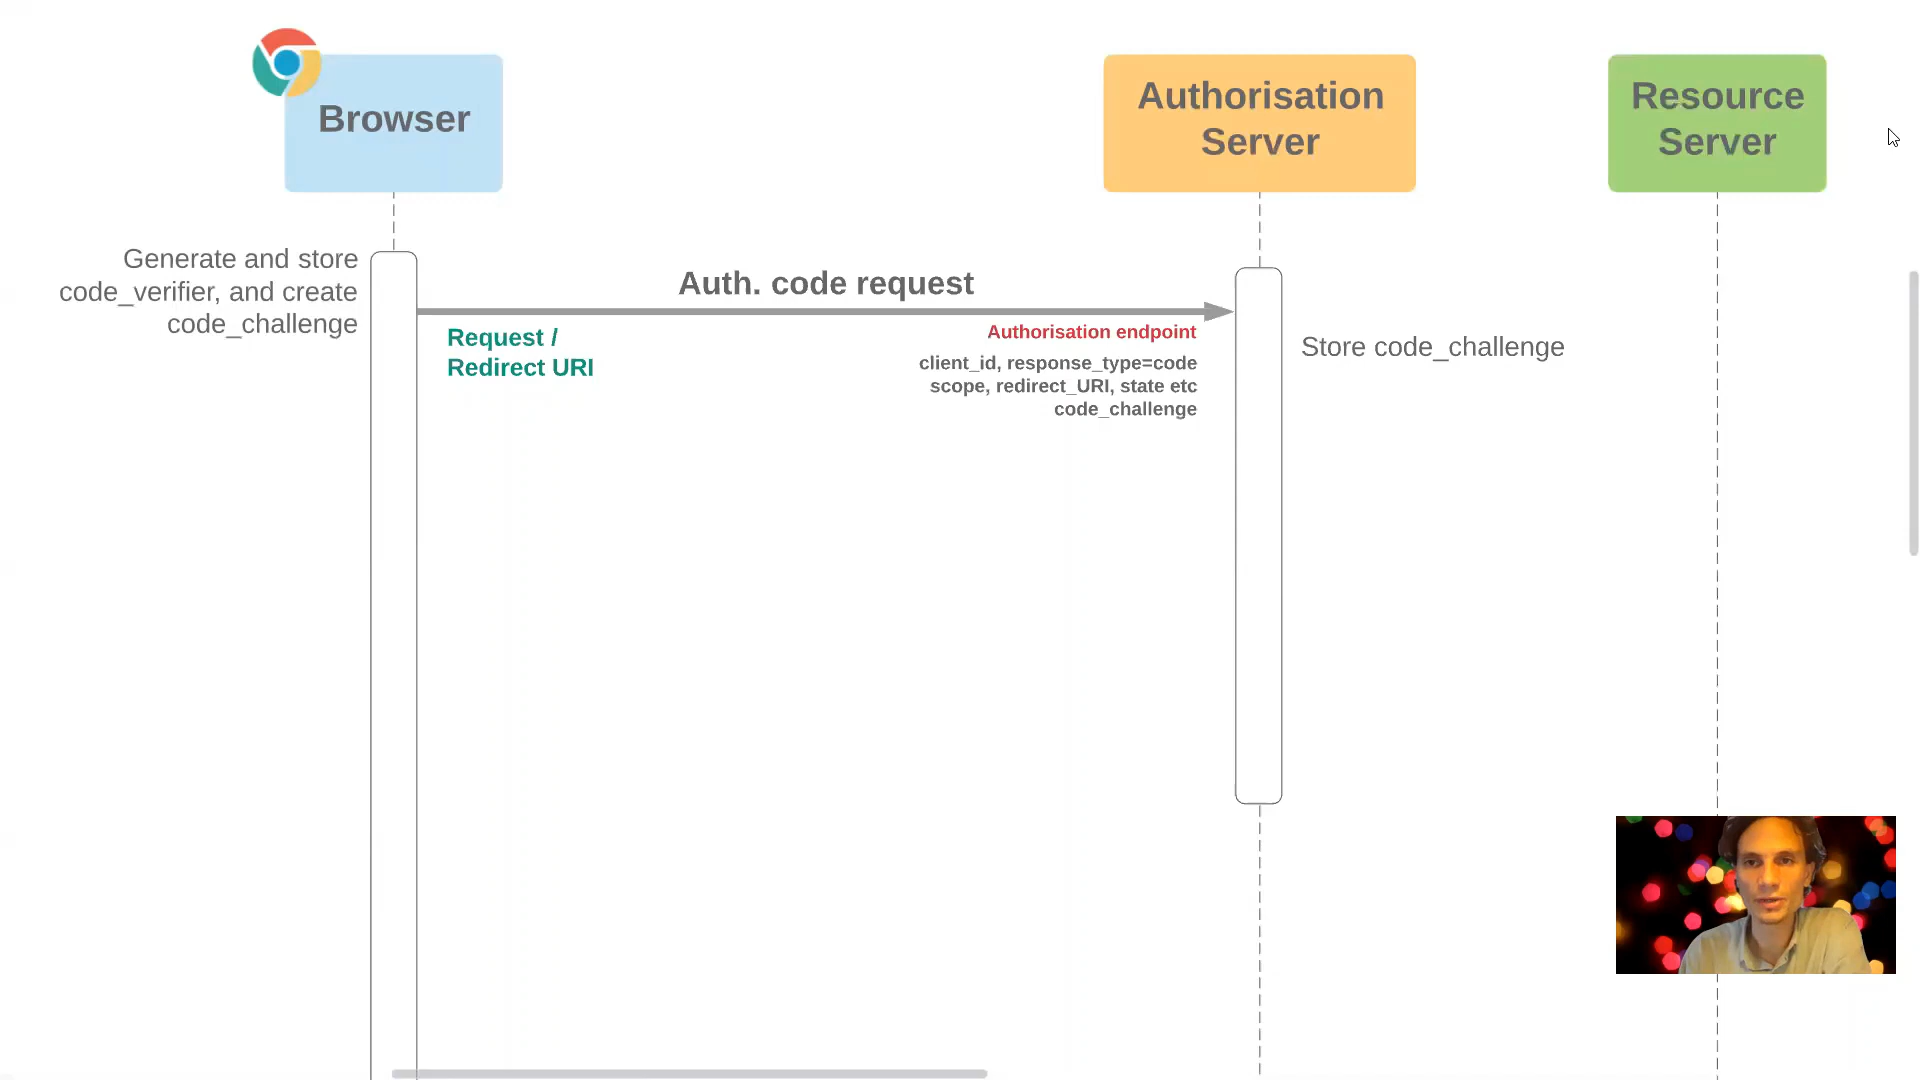 Browser
Authorisation
Server
Resource
Server
Generate and store
code_verifier, and create
code_challenge
Auth. code request
Request /
Redirect URI
Authorisation endpoint
client_id, response_type=code
scope, redirect_URI, state etc
code_challenge
Store code_challenge